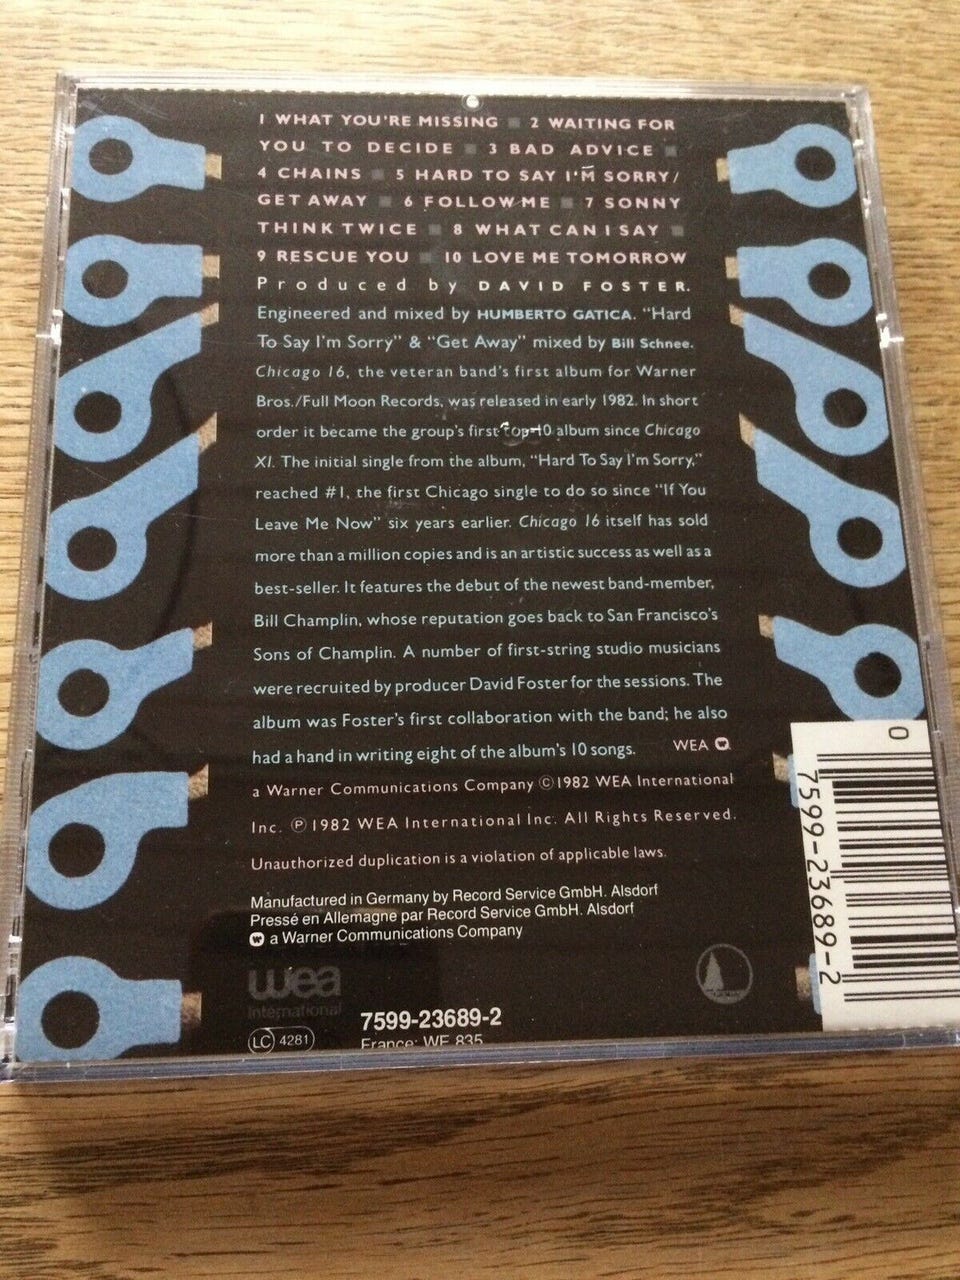 1 WHAT YOU'RE MISSING ■ 2 WAITING FOR
YOU TO DECIDE ■ 3 BAD ADVICE ■
4 CHAINS ■ 5 HARD TO SAY I'M SORRY/
GET AWAY ■ 6 FOLLOW ME ■ 7 SONNY
THINK TWICE ■ 8 WHAT CAN I SAY ■
9 RESCUE YOU ■ 10 LOVE ME TOMORROW
Produced by DAVID FOSTER.
Engineered and mixed by HUMBERTO GATICA. "Hard
To Say I'm Sorry" & "Get Away" mixed by Bill Schnee.
Chicago 16, the veteran band's first album for Warner
Bros./Full Moon Records, was released in early 1982. In short
order it became the group's first top-10 album since Chicago
XI. The initial single from the album, "Hard To Say I'm Sorry,"
reached #1, the first Chicago single to do so since "If You
Leave Me Now" six years earlier. Chicago 16 itself has sold
more than a million copies and is an artistic success as well as a
best-seller. It features the debut of the newest band-member,
Bill Champlin, whose reputation goes back to San Francisco's
Sons of Champlin. A number of first-string studio musicians
were recruited by producer David Foster for the sessions. The
album was Foster's first collaboration with the band; he also
had a hand in writing eight of the album's 10 songs. WEA
a Warner Communications Company ©1982 WEA International
Inc. ℗1982 WEA International Inc. All Rights Reserved.
Unauthorized duplication is a violation of applicable laws.
Manufactured in Germany by Record Service GmbH. Alsdorf
Pressé en Allemagne par Record Service GmbH. Alsdorf
a Warner Communications Company
wea
International
LC 4281
7599-23689-2
France: WE 835
0
7599-23689-2